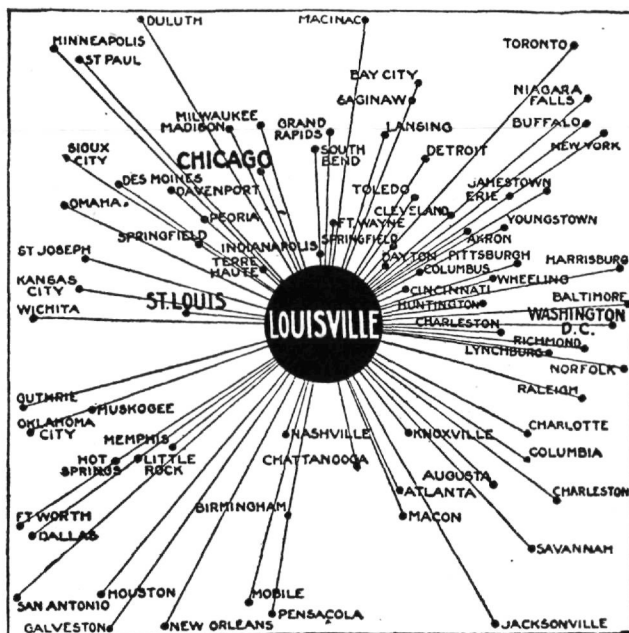 DULUTH
MACINAC
MINNEAPOLIS
ST PAUL
TORONTO
BAY CITY
SAGINAW
NIAGARA
FALLS
MILWAUKEE
MADISON
GRAND
RAPIDS
LANSING
BUFFALO
NEW YORK
SIOUX
CITY
CHICAGO
SOUTH
BEND
DETROIT
DES MOINES
DAVENPORT
TOLEDO
JAMESTOWN
ERIE
OMAHA
PEORIA
FT. WAYNE
CLEVELAND
YOUNGSTOWN
SPRINGFIELD
INDIANAPOLIS
SPRINGFIELD
AKRON
ST JOSEPH
TERRE
HAUTE
DAYTON
PITTSBURGH
HARRISBURG
COLUMBUS
WHEELING
KANSAS
CITY
CINCINNATI
ST. LOUIS
HUNTINGTON
BALTIMORE
WICHITA
LOUISVILLE
CHARLESTON
WASHINGTON
D.C.
RICHMOND
LYNCHBURG
NORFOLK
RALEIGH
GUTHRIE
MUSKOGEE
OKLAHOMA
CITY
MEMPHIS
NASHVILLE
KNOXVILLE
CHARLOTTE
HOT
SPRINGS
LITTLE
ROCK
CHATTANOOGA
COLUMBIA
AUGUSTA
ATLANTA
CHARLESTON
BIRMINGHAM
MACON
FT WORTH
DALLAS
SAVANNAH
HOUSTON
MOBILE
SAN ANTONIO
PENSACOLA
GALVESTON
NEW ORLEANS
JACKSONVILLE